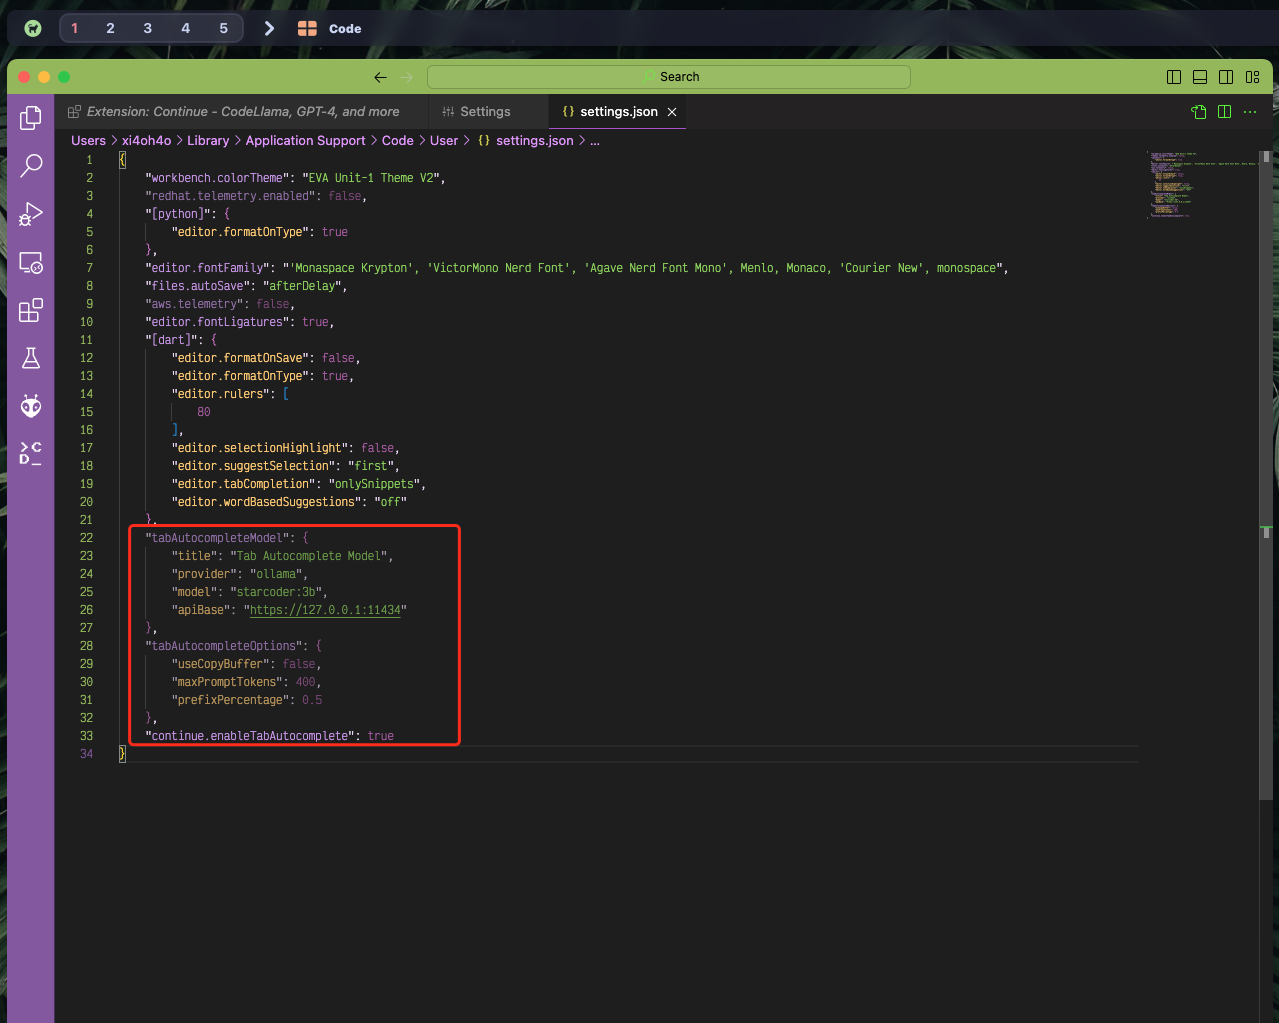 1 2 3 4 5 Code
Search
Extension: Continue - CodeLlama, GPT-4, and more
Settings
{} settings.json
Users > xi4oh4o > Library > Application Support > Code > User > {} settings.json > ...
1 {
2 "workbench.colorTheme": "EVA Unit-1 Theme V2",
3 "redhat.telemetry.enabled": false,
4 "[python]": {
5 "editor.formatOnType": true
6 },
7 "editor.fontFamily": "'Monaspace Krypton', 'VictorMono Nerd Font', 'Agave Nerd Font Mono', Menlo, Monaco, 'Courier New', monospace",
8 "files.autoSave": "afterDelay",
9 "aws.telemetry": false,
10 "editor.fontLigatures": true,
11 "[dart]": {
12 "editor.formatOnSave": false,
13 "editor.formatOnType": true,
14 "editor.rulers": [
15 80
16 ],
17 "editor.selectionHighlight": false,
18 "editor.suggestSelection": "first",
19 "editor.tabCompletion": "onlySnippets",
20 "editor.wordBasedSuggestions": "off"
21 },
22 "tabAutocompleteModel": {
23 "title": "Tab Autocomplete Model",
24 "provider": "ollama",
25 "model": "starcoder:3b",
26 "apiBase": "https://127.0.0.1:11434"
27 },
28 "tabAutocompleteOptions": {
29 "useCopyBuffer": false,
30 "maxPromptTokens": 400,
31 "prefixPercentage": 0.5
32 },
33 "continue.enableTabAutocomplete": true
34 }
>C
D_